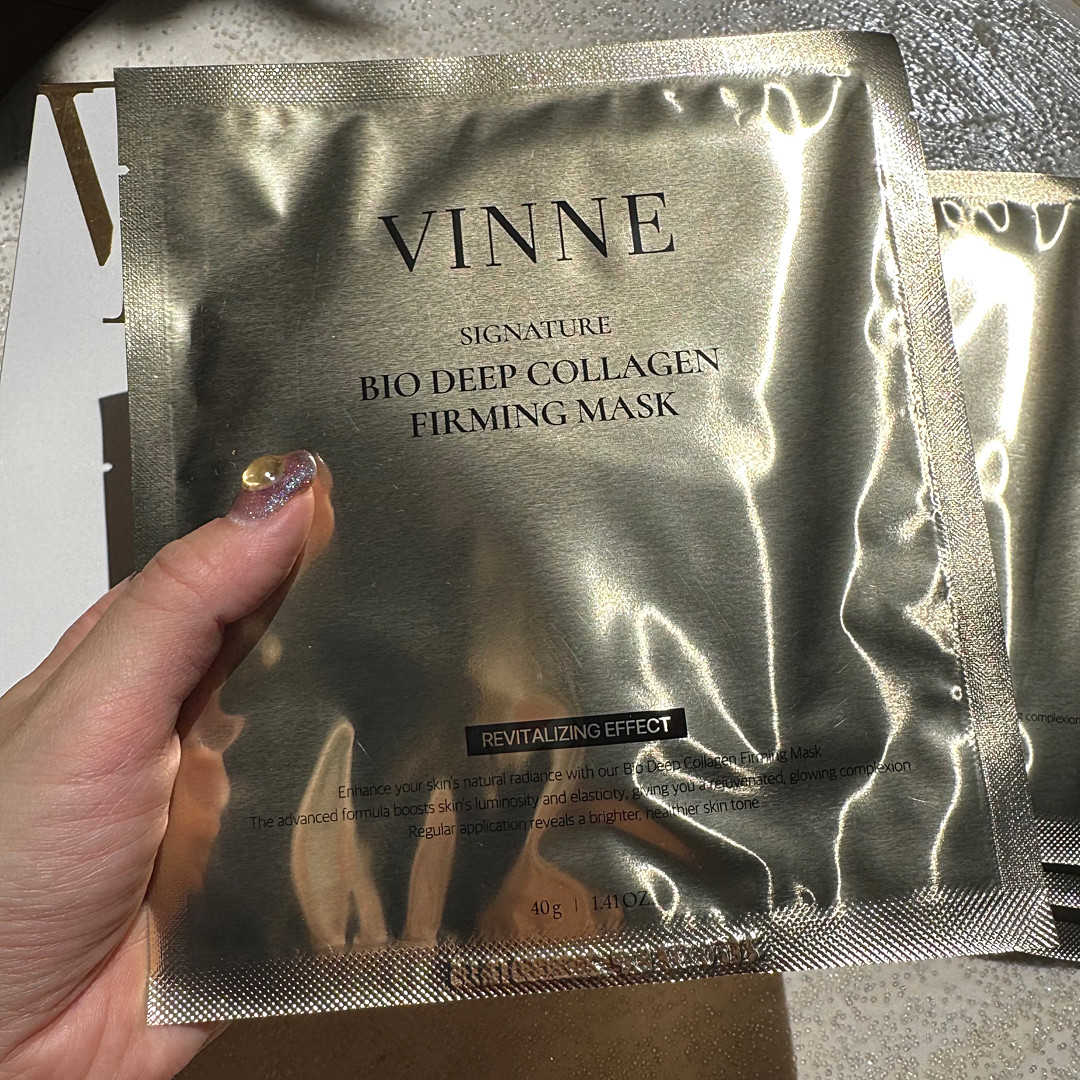 VINNE
SIGNATURE
BIO DEEP COLLAGEN
FIRMING MASK
REVITALIZING EFFECT
Enhance your skin's natural radiance with our Bio Deep Collagen Firming Mask
The advanced formula boosts skin's luminosity and elasticity, giving you a rejuvenated, glowing complexion
Regular application reveals a brighter, healthier skin tone
40g | 1.41 OZ.
complexion